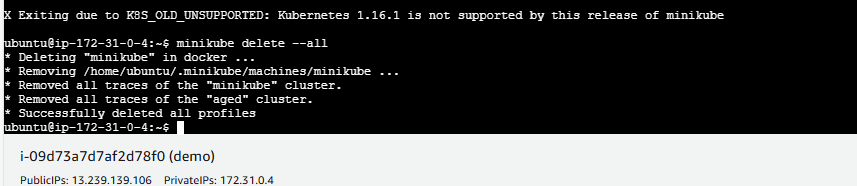 X Exiting due to K8S_OLD_UNSUPPORTED: Kubernetes 1.16.1 is not supported by this release of minikube
ubuntu@ip-172-31-0-4:~$ minikube delete --all
* Deleting "minikube" in docker ...
* Removing /home/ubuntu/.minikube/machines/minikube ...
* Removed all traces of the "minikube" cluster.
* Removed all traces of the "aged" cluster.
* Successfully deleted all profiles
ubuntu@ip-172-31-0-4:~$
i-09d73a7d7af2d78f0 (demo)
PublicIPs: 13.239.139.106 PrivateIPs: 172.31.0.4